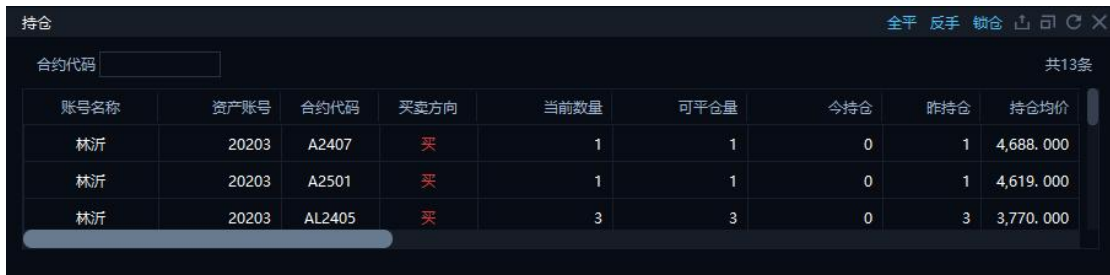 持仓 全平 反手 锁仓
合约代码 共13条
账号名称 资产账号 合约代码 买卖方向 当前数量 可平仓量 今持仓 昨持仓 持仓均价
林沂 20203 A2407 买 1 1 0 1 4,688.000
林沂 20203 A2501 买 1 1 0 1 4,619.000
林沂 20203 AL2405 买 3 3 0 3 3,770.000